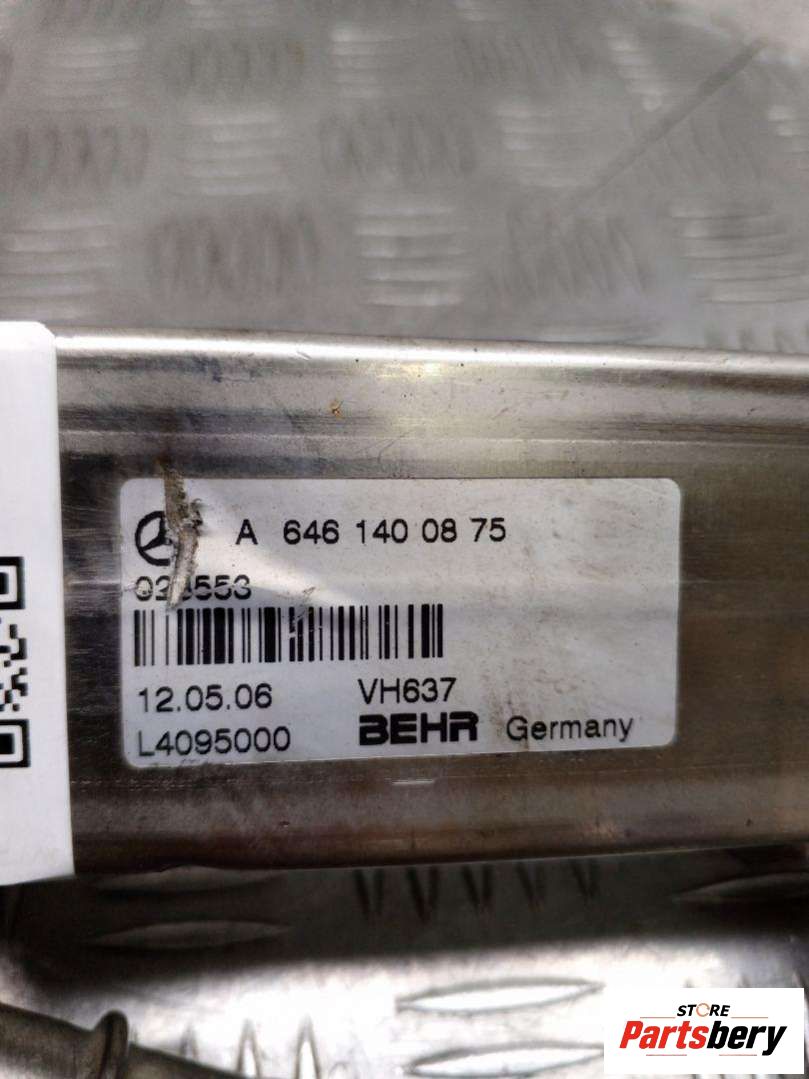 A 646 140 08 75
12.05.06 VH637
L4095000 BEHR Germany
STORE
Partsbery